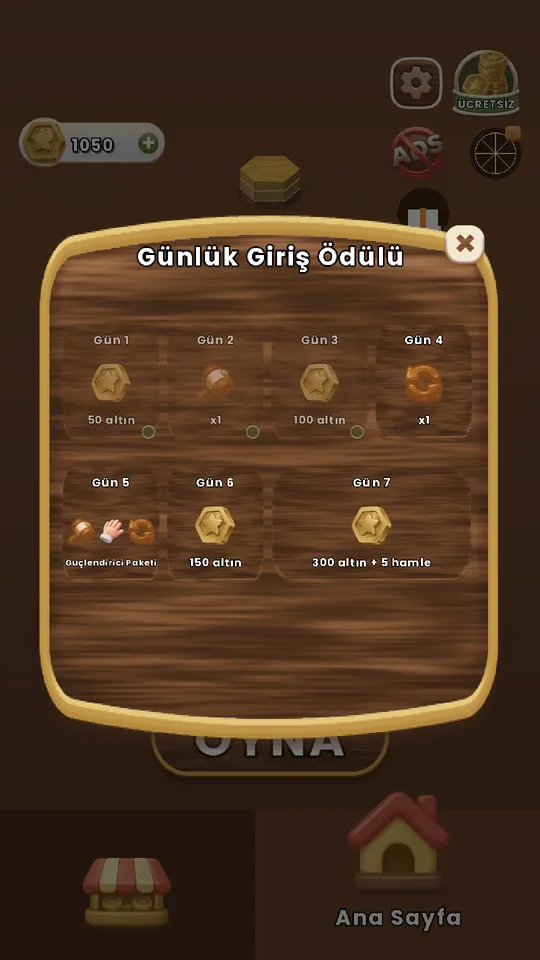 ÜCRETSİZ
1050
ADS
Günlük Giriş Ödülü
Gün 1
Gün 2
Gün 3
Gün 4
50 altın
x1
100 altın
x1
Gün 5
Gün 6
Gün 7
Güçlendirici Paketi
150 altın
300 altın + 5 hamle
OYNA
Ana Sayfa